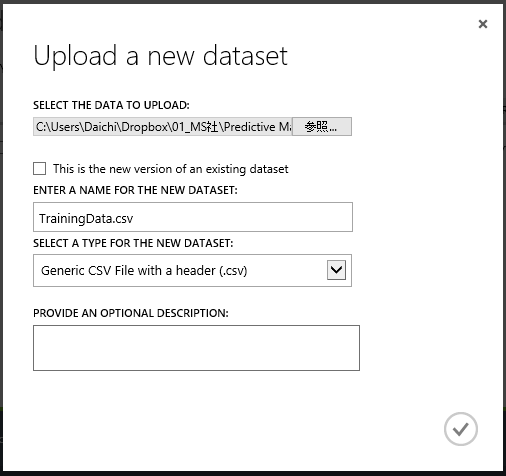 Upload a new dataset
SELECT THE DATA TO UPLOAD:
C:\Users\Daichi\Dropbox\01_MS社\Predictive Ma 参照...
This is the new version of an existing dataset
ENTER A NAME FOR THE NEW DATASET:
TrainingData.csv
SELECT A TYPE FOR THE NEW DATASET:
Generic CSV File with a header (.csv)
PROVIDE AN OPTIONAL DESCRIPTION: